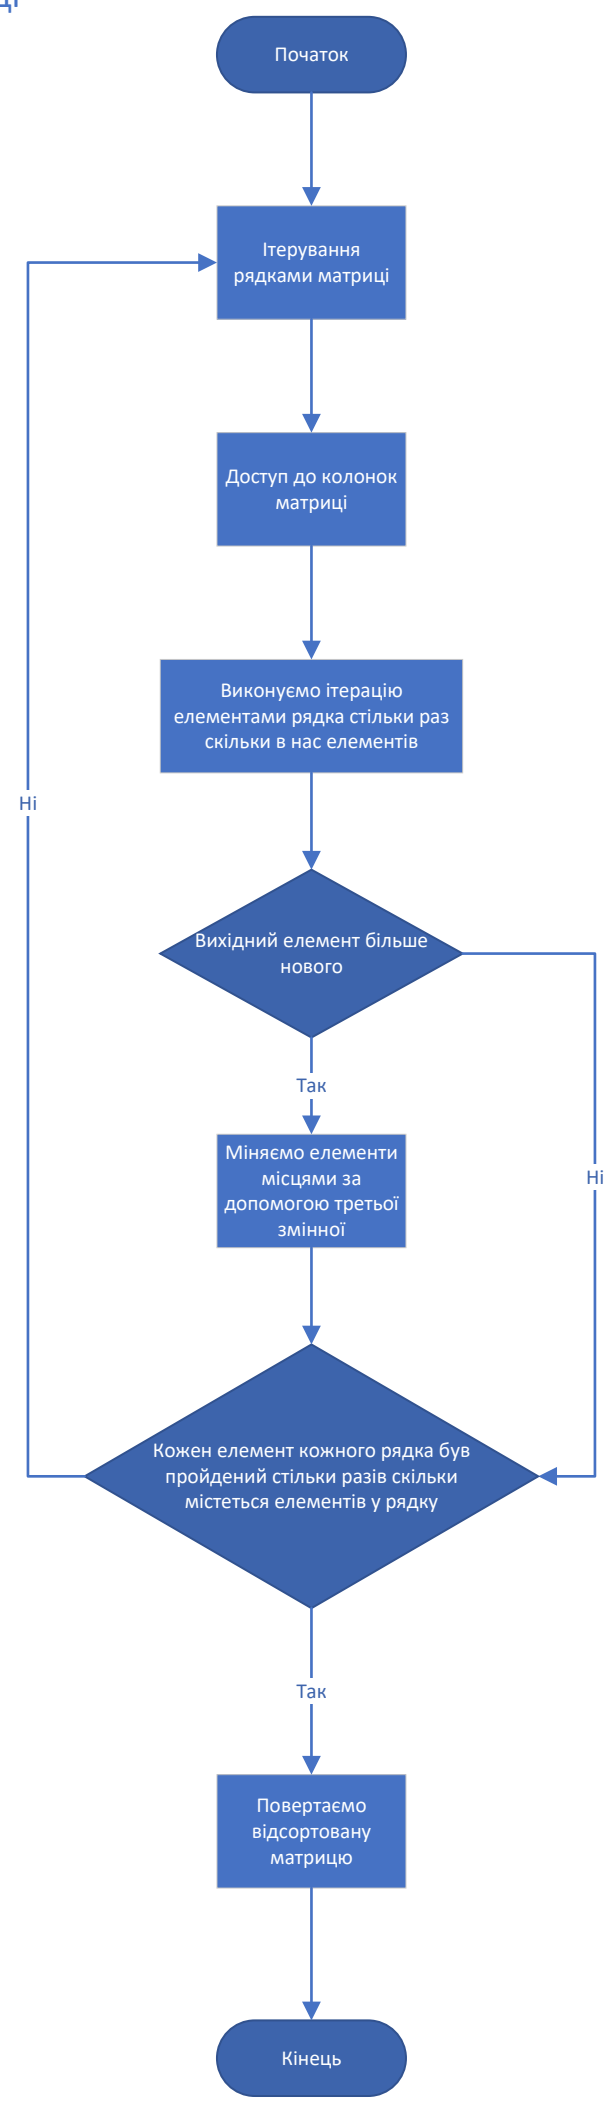 Початок
Ітерування
рядками матриці
Доступ до колонок
матриці
Виконуємо ітерацію
елементами рядка стільки раз
скільки в нас елементів
Ні
Вихідний елемент більше
нового
Так
Міняємо елементи
місцями за
допомогою третьої
змінної
Ні
Кожен елемент кожного рядка був
пройдений стільки разів скільки
містеться елементів у рядку
Так
Повертаємо
відсортовану
матрицю
Кінець